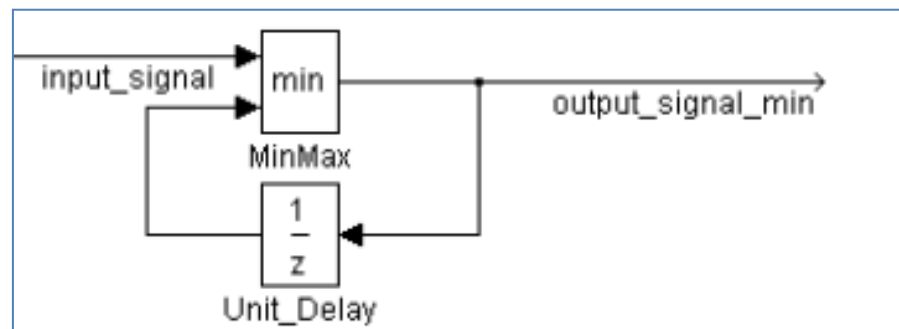 input_signal
min
output_signal_min
MinMax
1
z
Unit_Delay